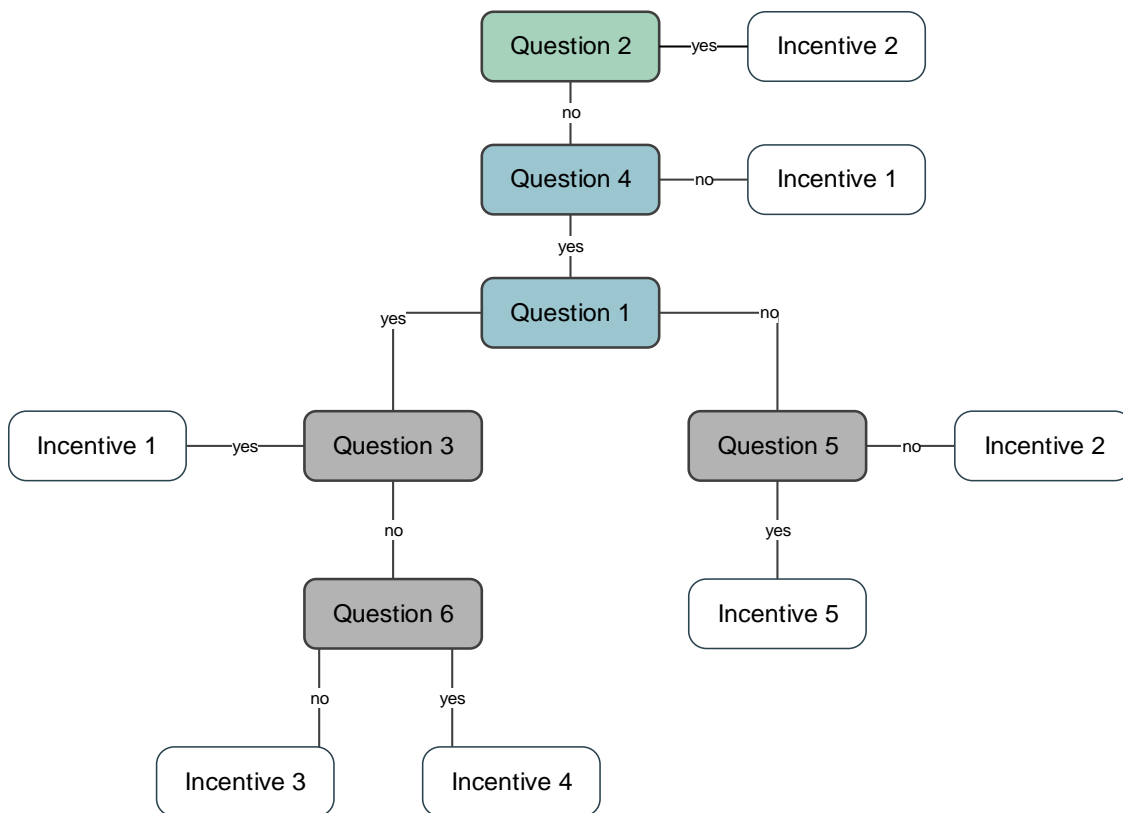 Question 2
yes
Incentive 2
no
Question 4
no
Incentive 1
yes
Question 1
yes
no
Incentive 1
yes
Question 3
Question 5
no
Incentive 2
no
yes
Question 6
Incentive 5
no
yes
Incentive 3
Incentive 4